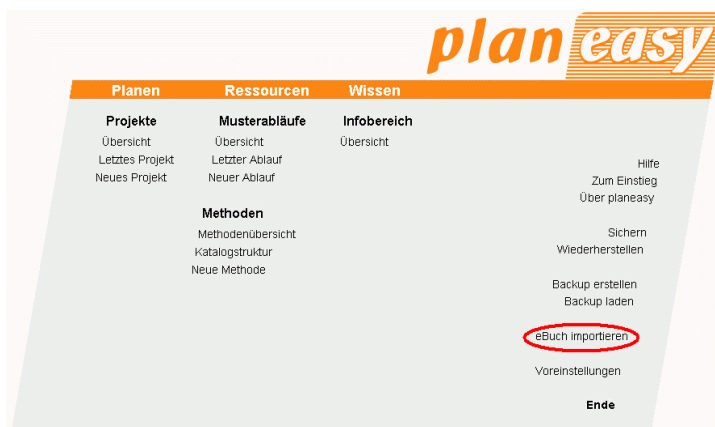 plan easy
Planen Ressourcen Wissen
Projekte Musterabläufe Infobereich
Übersicht Übersicht Übersicht
Letztes Projekt Letzter Ablauf
Neues Projekt Neuer Ablauf
Methoden
Methodenübersicht
Katalogstruktur
Neue Methode
Hilfe
Zum Einstieg
Über planeasy
Sichern
Wiederherstellen
Backup erstellen
Backup laden
eBuch importieren
Voreinstellungen
Ende